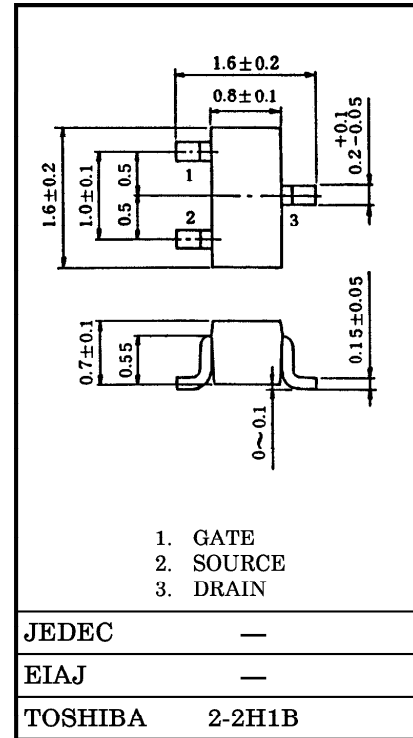 1.6±0.2
0.8±0.1
+0.1
0.2-0.05
1.6±0.2
1.0±0.1
0.5
0.5
1
2
3
0.7±0.1
0.55
0.15±0.05
0~0.1
1. GATE
2. SOURCE
3. DRAIN
JEDEC —
EIAJ —
TOSHIBA 2-2H1B